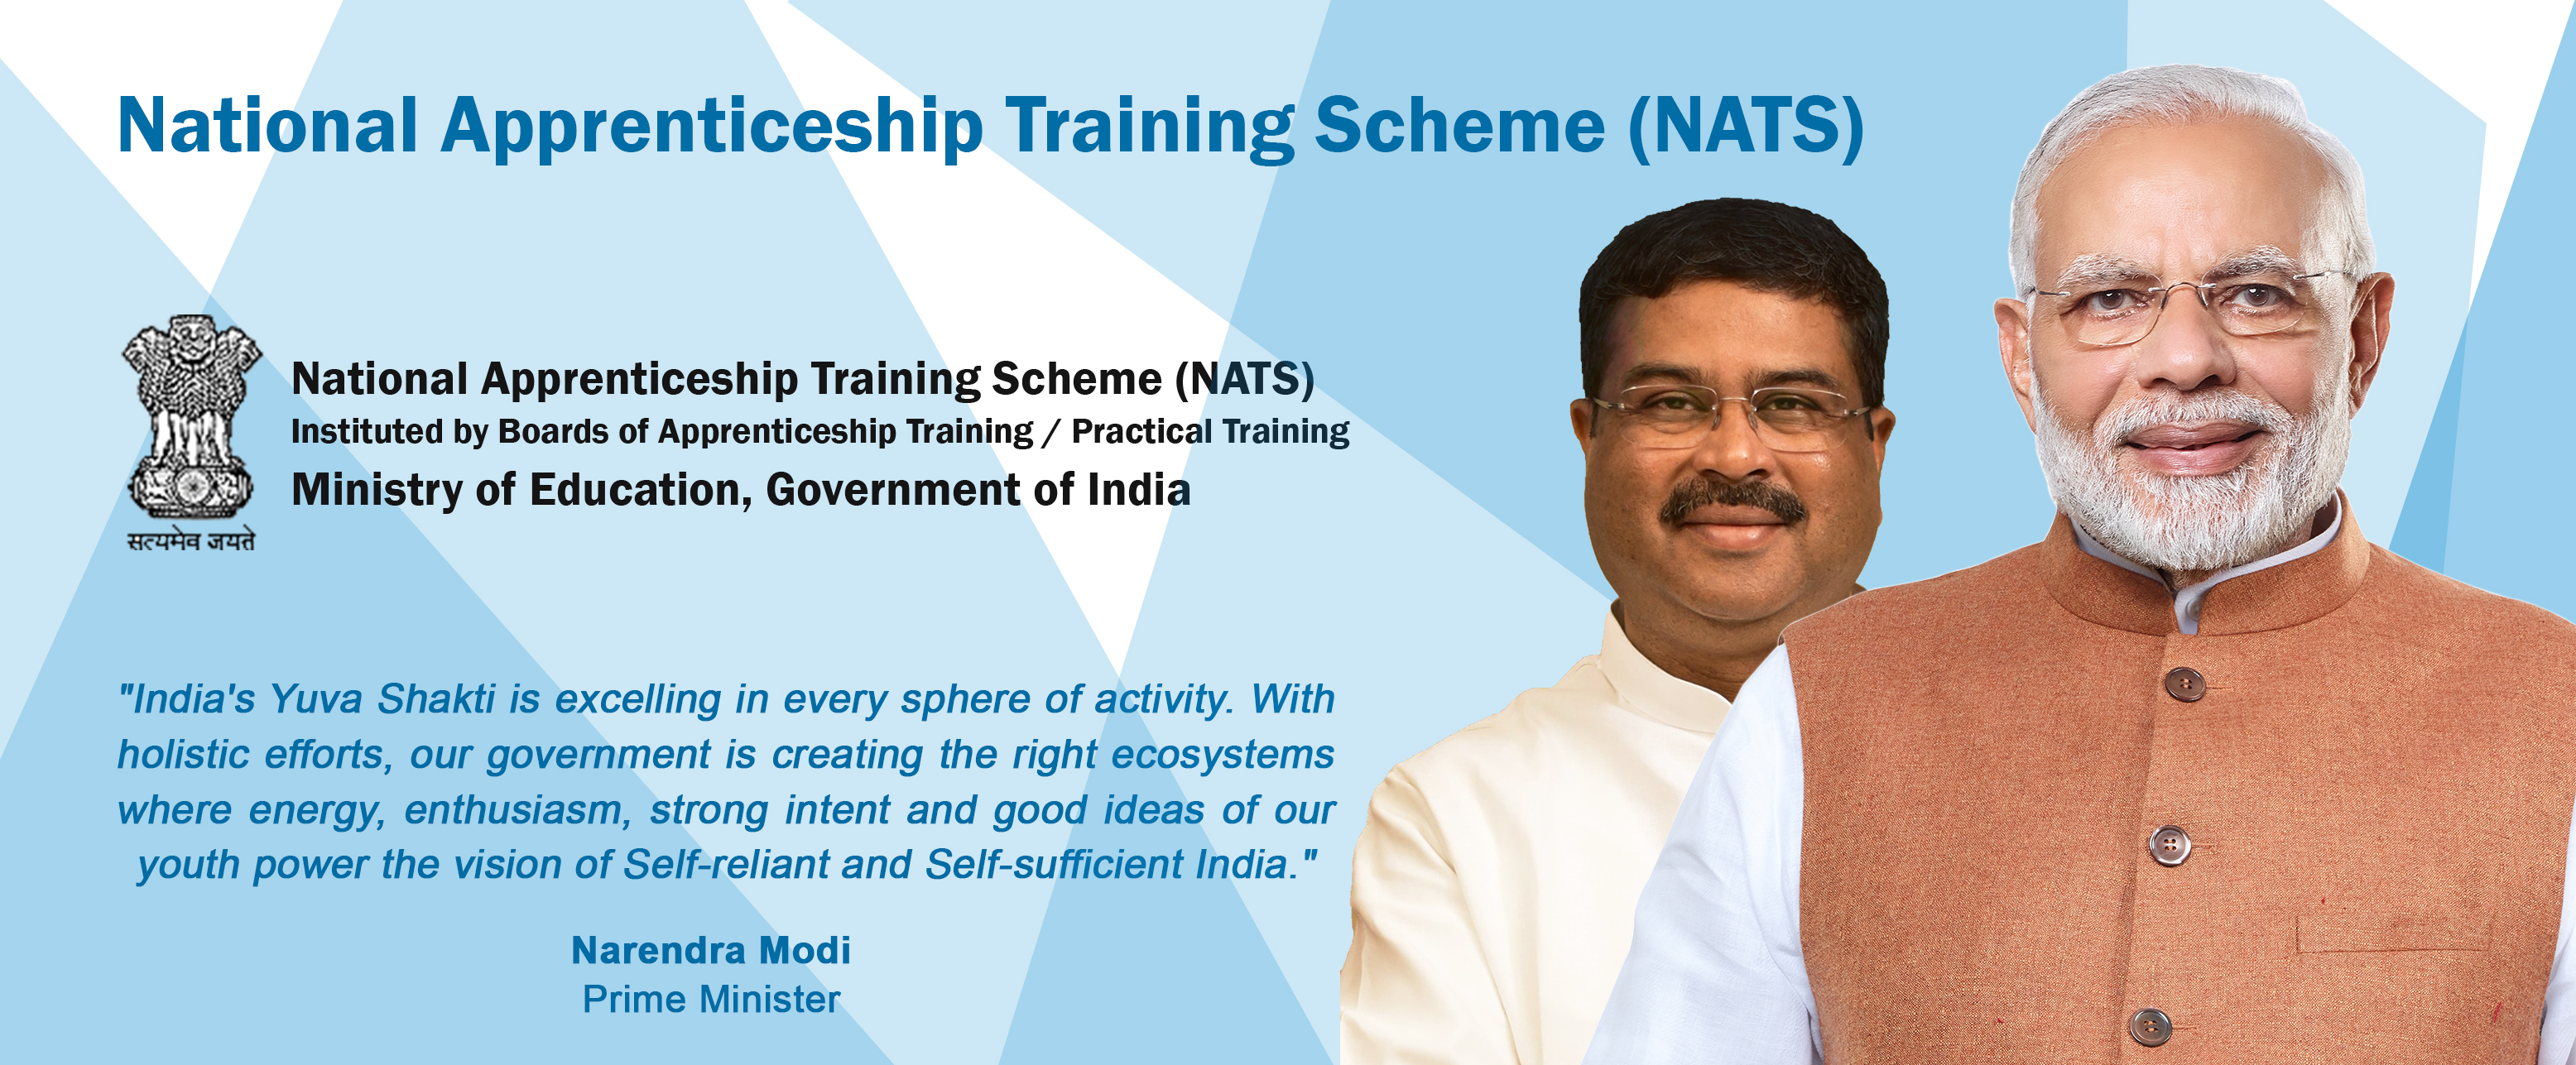 National Apprenticeship Training Scheme (NATS)
National Apprenticeship Training Scheme (NATS)
Instituted by Boards of Apprenticeship Training / Practical Training
Ministry of Education, Government of India
सत्यमेव जयते
"India's Yuva Shakti is excelling in every sphere of activity. With
holistic efforts, our government is creating the right ecosystems
where energy, enthusiasm, strong intent and good ideas of our
youth power the vision of Self-reliant and Self-sufficient India."
Narendra Modi
Prime Minister